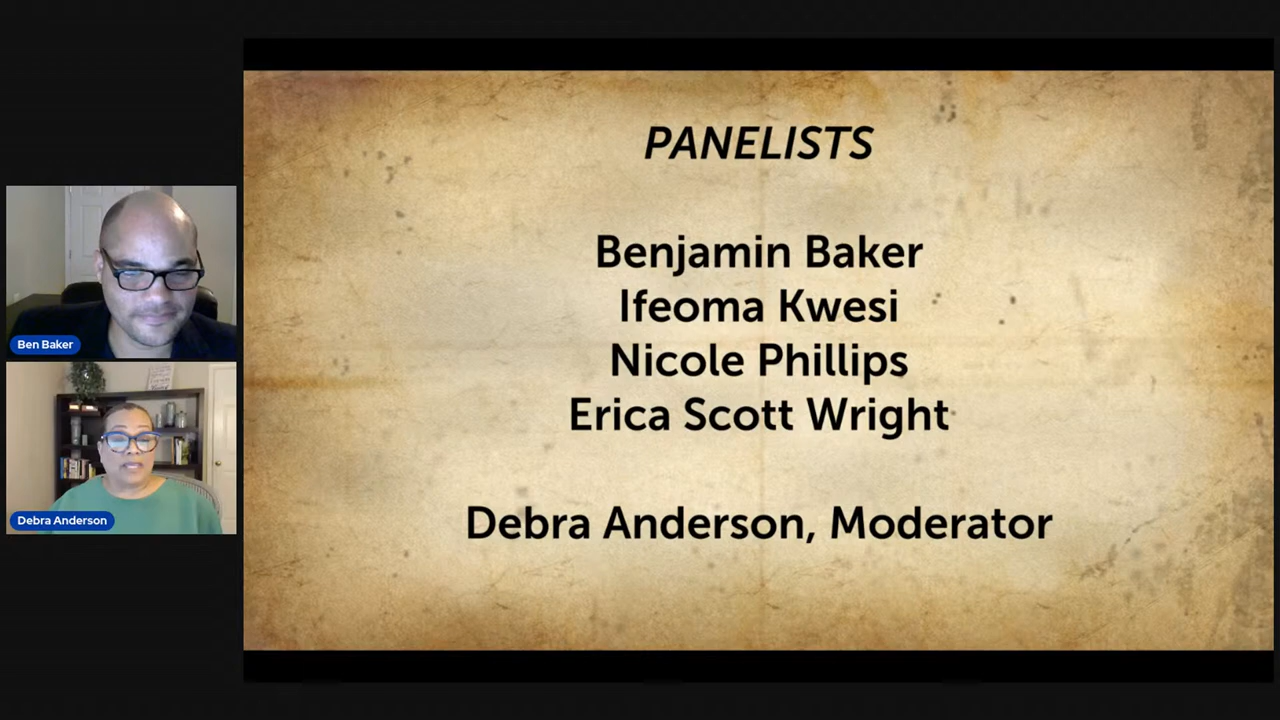 PANELISTS
Benjamin Baker
Ifeoma Kwesi
Nicole Phillips
Erica Scott Wright
Debra Anderson, Moderator
Ben Baker
Debra Anderson